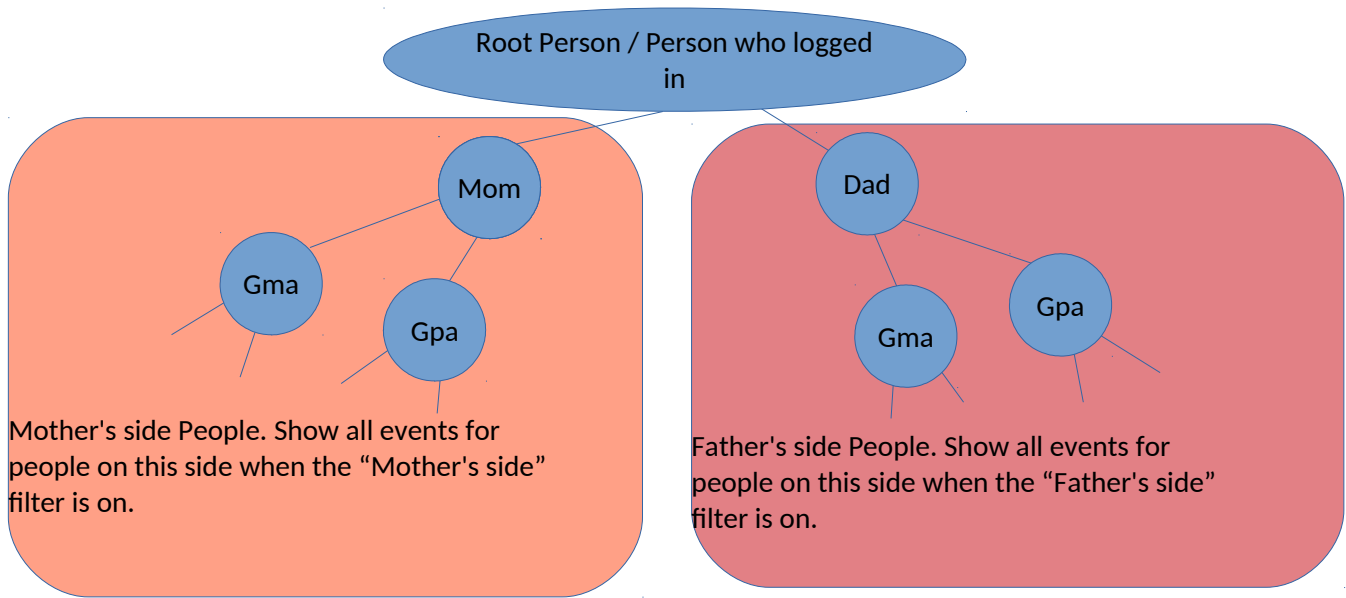 Root Person / Person who logged
in
Mom
Dad
Gma
Gpa
Gma
Gpa
Mother's side People. Show all events for
people on this side when the “Mother's side”
filter is on.
Father's side People. Show all events for
people on this side when the “Father's side”
filter is on.